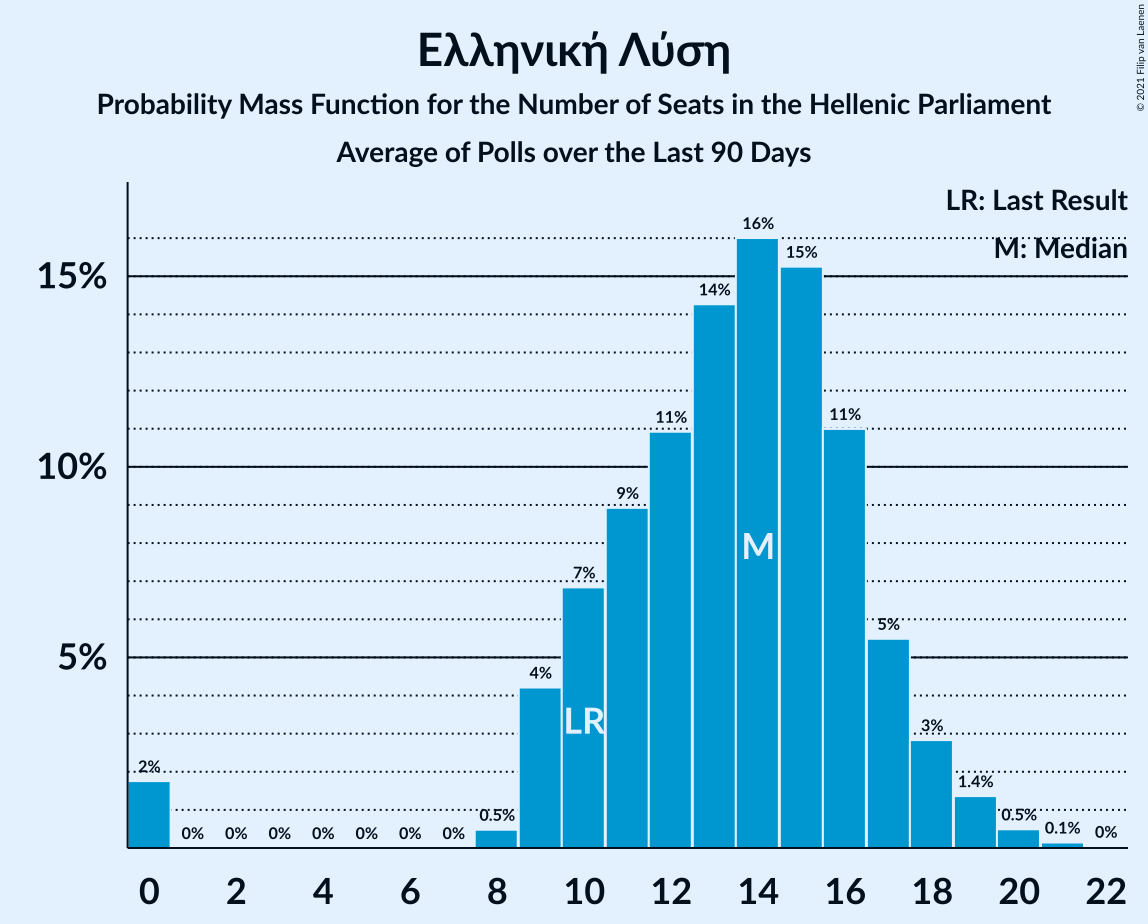 Ελληνική Λύση
Probability Mass Function for the Number of Seats in the Hellenic Parliament
Average of Polls over the Last 90 Days
© 2021 Filip van Laenen
LR: Last Result
M: Median
15%
10%
5%
2% 0% 0% 0% 0% 0% 0% 0% 0.5% 4% 7% 9% 11% 14% 16% 15% 11% 5% 3% 1.4% 0.5% 0.1% 0%
LR
M
0 2 4 6 8 10 12 14 16 18 20 22